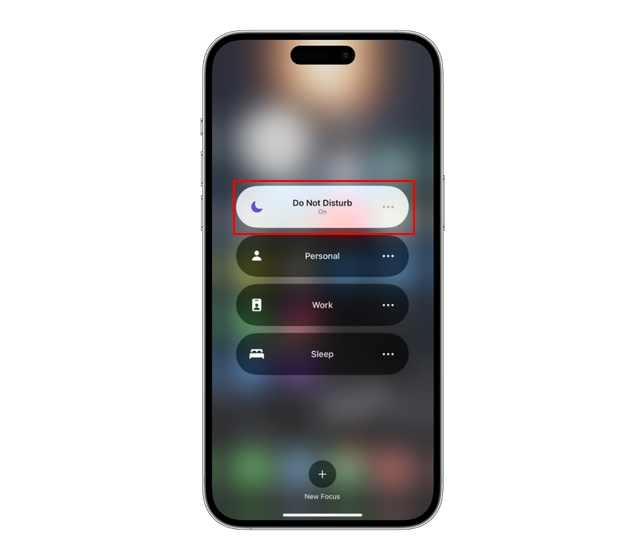 Do Not Disturb
On
Personal
Work
Sleep
New Focus